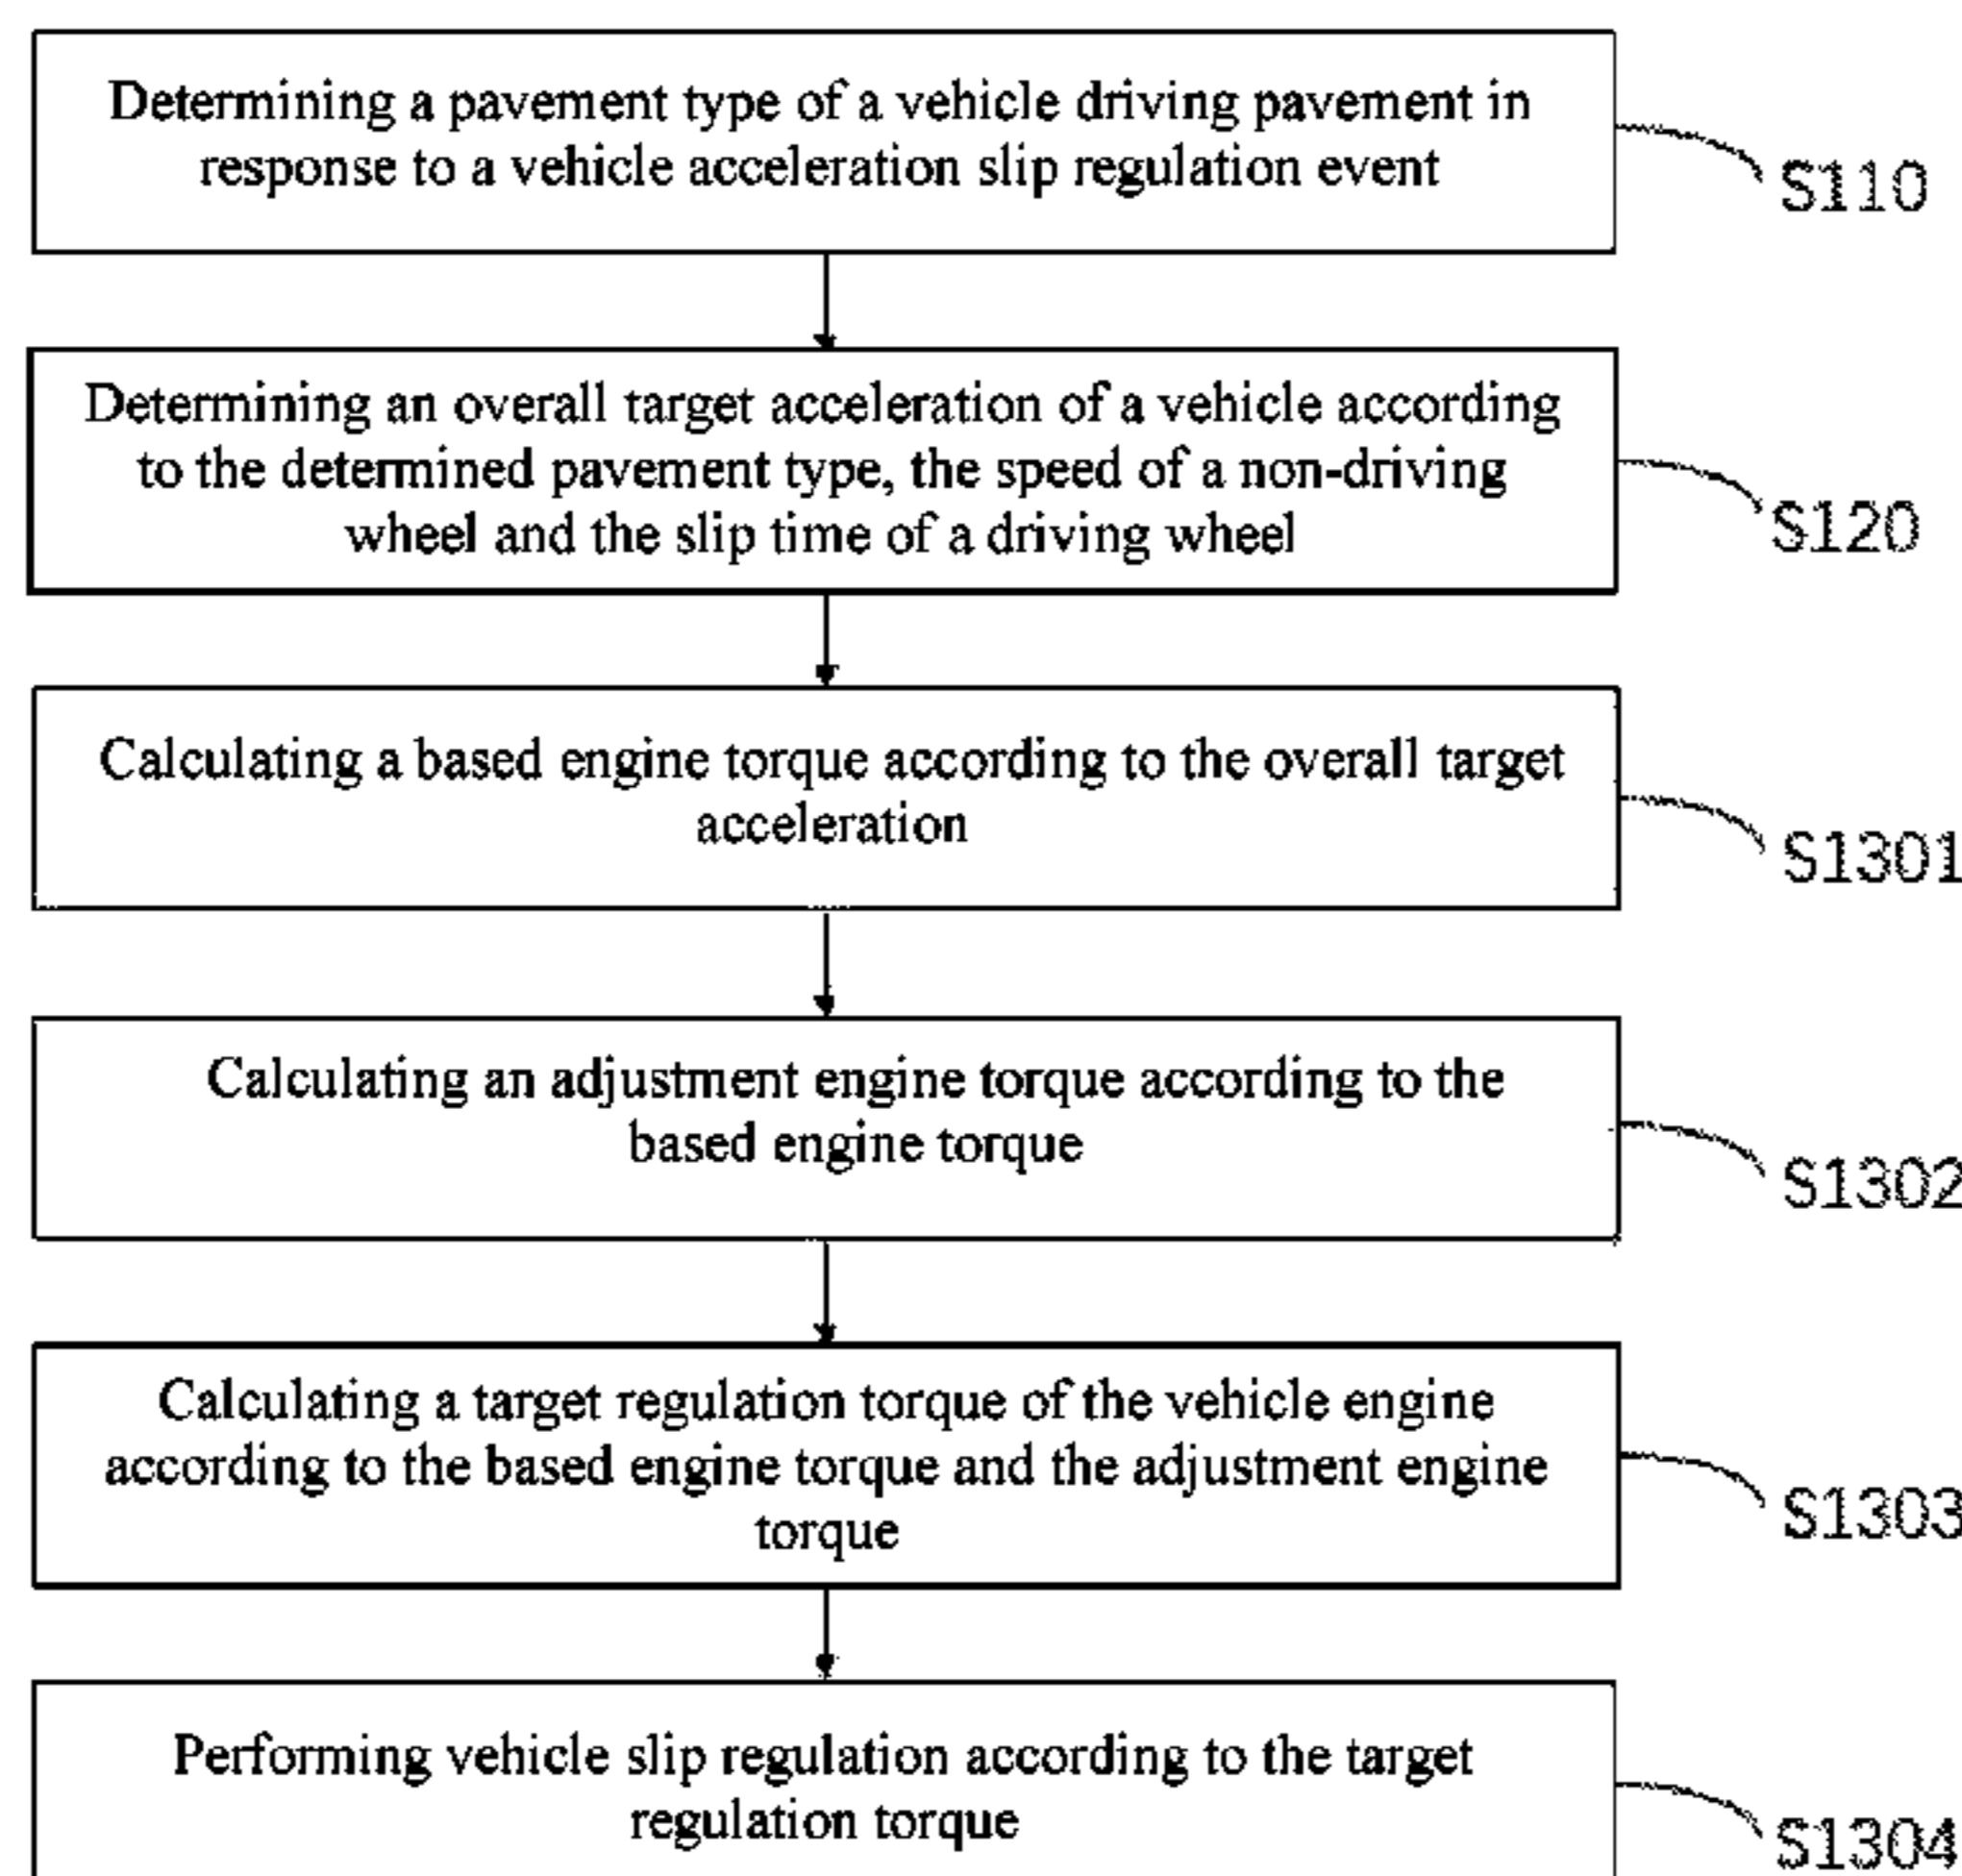 Determining a pavement type of a vehicle driving pavement in
response to a vehicle acceleration slip regulation event
S110
Determining an overall target acceleration of a vehicle according
to the determined pavement type, the speed of a non-driving
wheel and the slip time of a driving wheel
S120
Calculating a based engine torque according to the overall target
acceleration
S1301
Calculating an adjustment engine torque according to the
based engine torque
S1302
Calculating a target regulation torque of the vehicle engine
according to the based engine torque and the adjustment engine
torque
S1303
Performing vehicle slip regulation according to the target
regulation torque
S1304